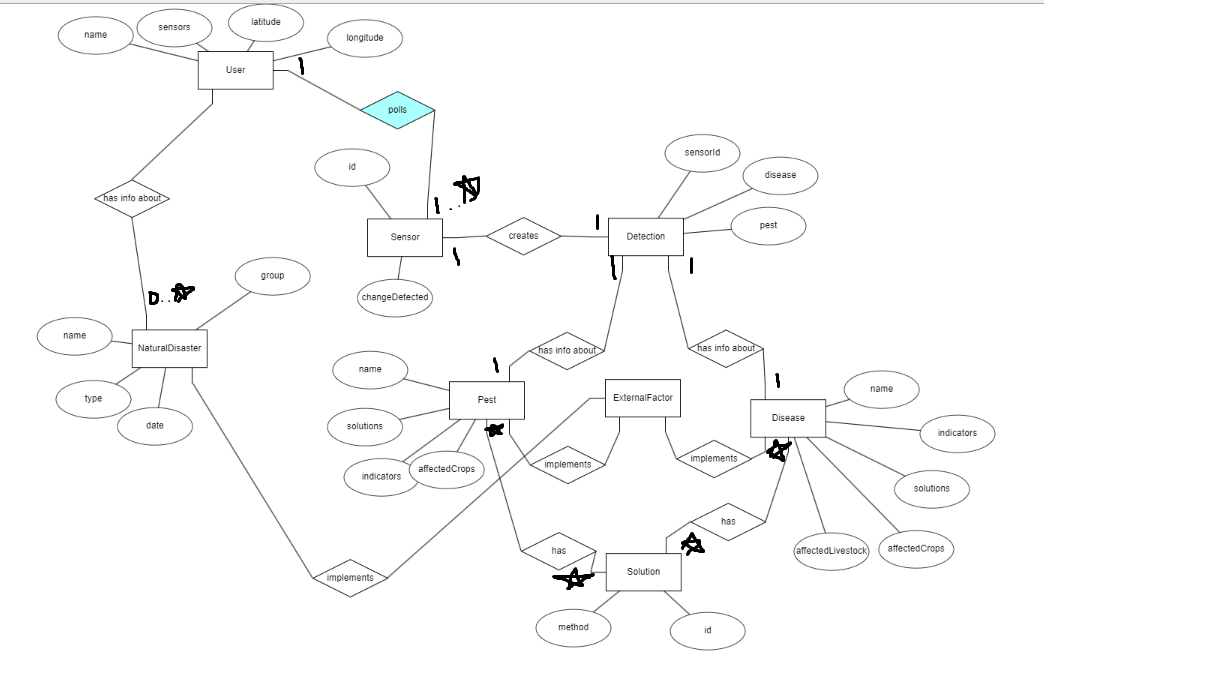 name
sensors
latitude
longitude
User
1
polls
id
sensorId
disease
has info about
1..*
pest
1
Sensor
creates
Detection
1
1
1
group
0..*
changeDetected
name
NaturalDisaster
has info about
has info about
name
1
1
type
Pest
ExternalFactor
Disease
name
date
solutions
*
indicators
indicators
affectedCrops
implements
implements
*
solutions
has
*
has
affectedLivestock
affectedCrops
implements
*
Solution
method
id